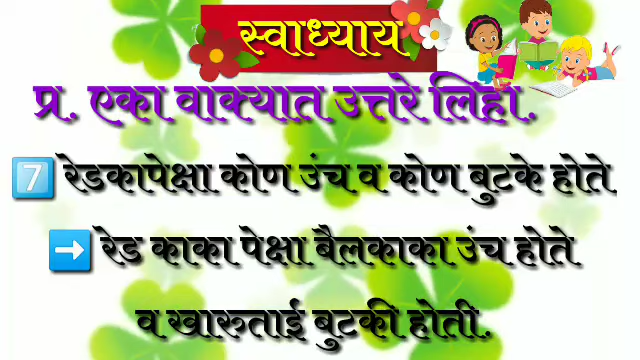 स्वाध्याय
प्र. एका वाक्यात उत्तरे लिहा.
7 रेडकापेक्षा कोण उंच व कोण बुटके होते.
➡ रेड काका पेक्षा बैलकाका उंच होते
व खारुताई बुटकी होती.